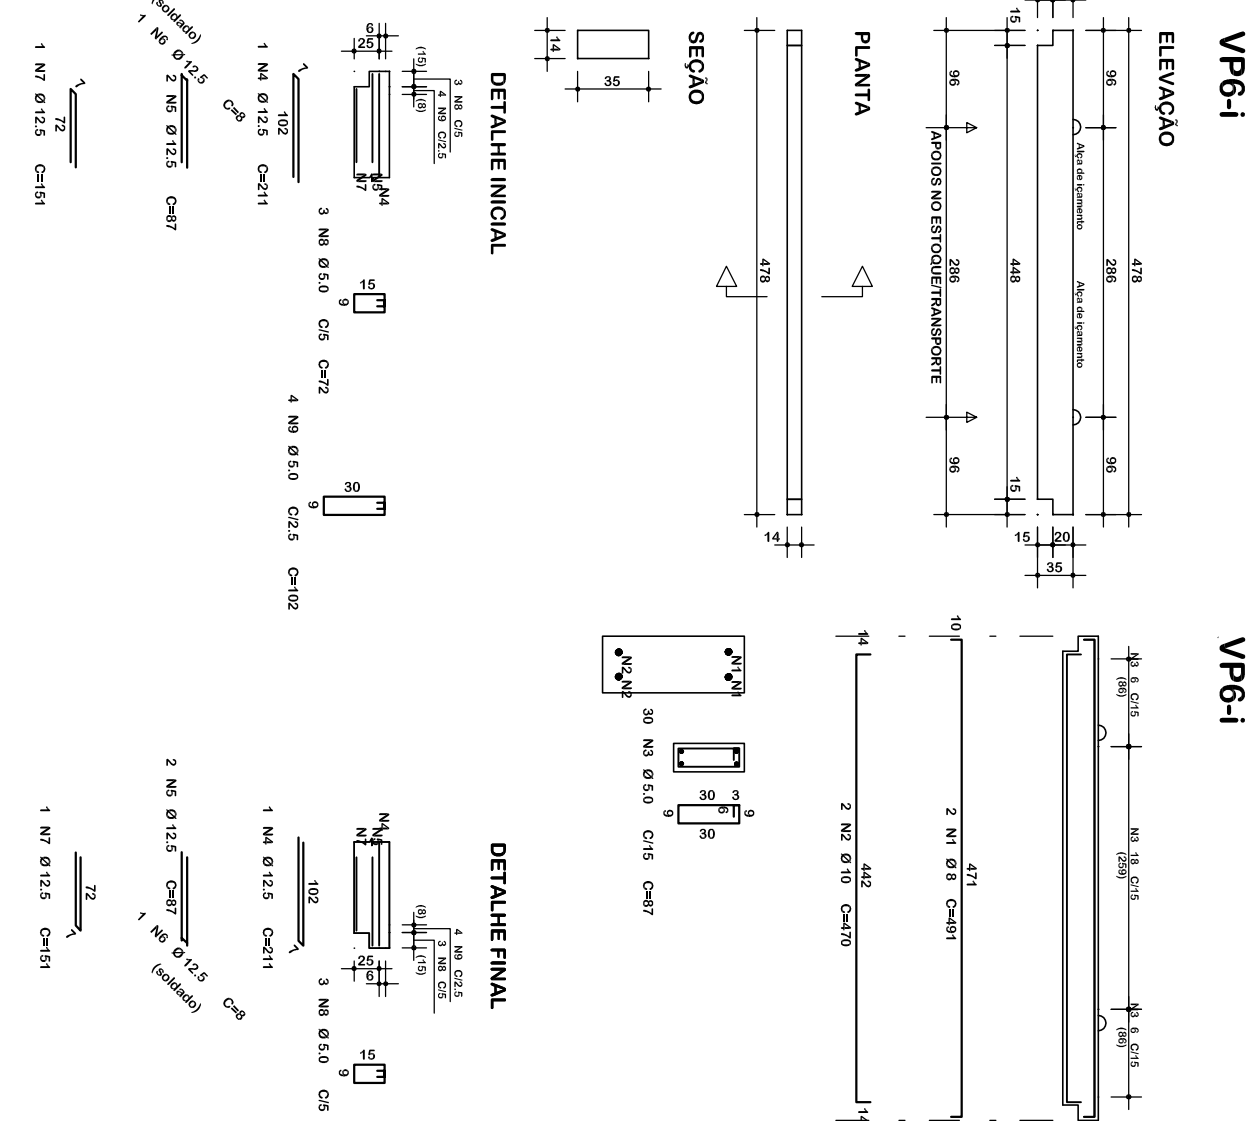 VP6-i
ELEVAÇÃO
478
96
286
96
Alça de içamento
Alça de içamento
15
448
15
96
286
96
APOIOS NO ESTOQUE/TRANSPORTE
15
20
35
PLANTA
478
14
SEÇÃO
14
35
DETALHE INICIAL
3 N8 C/5
4 N9 C/2.5
(15)
(8)
6
25
N4
N5
N7
3 N8 Ø 5.0 C/5 C=72
15
9
4 N9 Ø 5.0 C/2.5 C=102
30
9
7
102
1 N4 Ø 12.5 C=211
1 N6 Ø 12.5 C=8
(soldado)
2 N5 Ø 12.5 C=87
7
72
1 N7 Ø 12.5 C=151
VP6-i
N3 6 C/15
(86)
N3 18 C/15
(259)
N3 6 C/15
(86)
10
471
2 N1 Ø 8 C=491
14
442
14
2 N2 Ø 10 C=470
N1
N1
N2
N2
30
3
6
9
9
30
30 N3 Ø 5.0 C/15 C=87
DETALHE FINAL
4 N9 C/2.5
3 N8 C/5
(8)
(15)
25
6
N4
N5
3 N8 Ø 5.0 C/5
15
9
102
7
1 N4 Ø 12.5 C=211
2 N5 Ø 12.5 C=87
1 N6 Ø 12.5 C=8
(soldado)
72
7
1 N7 Ø 12.5 C=151